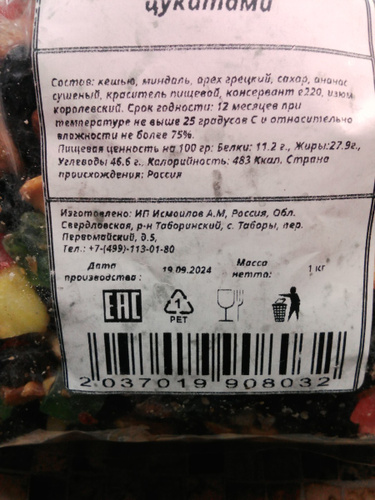 цукатами
Состав: кешью, миндаль, орех грецкий, сахар, ананас
сушеный, краситель пищевой, консервант е220, изюм
королевский. Срок годности: 12 месяцев при
температуре не выше 25 градусов С и относительно
влажности не более 75%.
Пищевая ценность на 100 гр: Белки: 11.2 г., Жиры:27.9г.,
Углеводы 46.6 г. Калорийность: 483 Ккал. Страна
происхождения: Россия
Изготовлено: ИП Исмаилов А.М, Россия, Обл.
Свердловская, р-н Таборинский, с. Таборы, пер.
Первомайский, д.5,
Тел.: +7-(499)-113-01-80
Дата производства: 19.09.2024 Масса нетто: 1 кг
EAC 1 PET
2 037019 908032